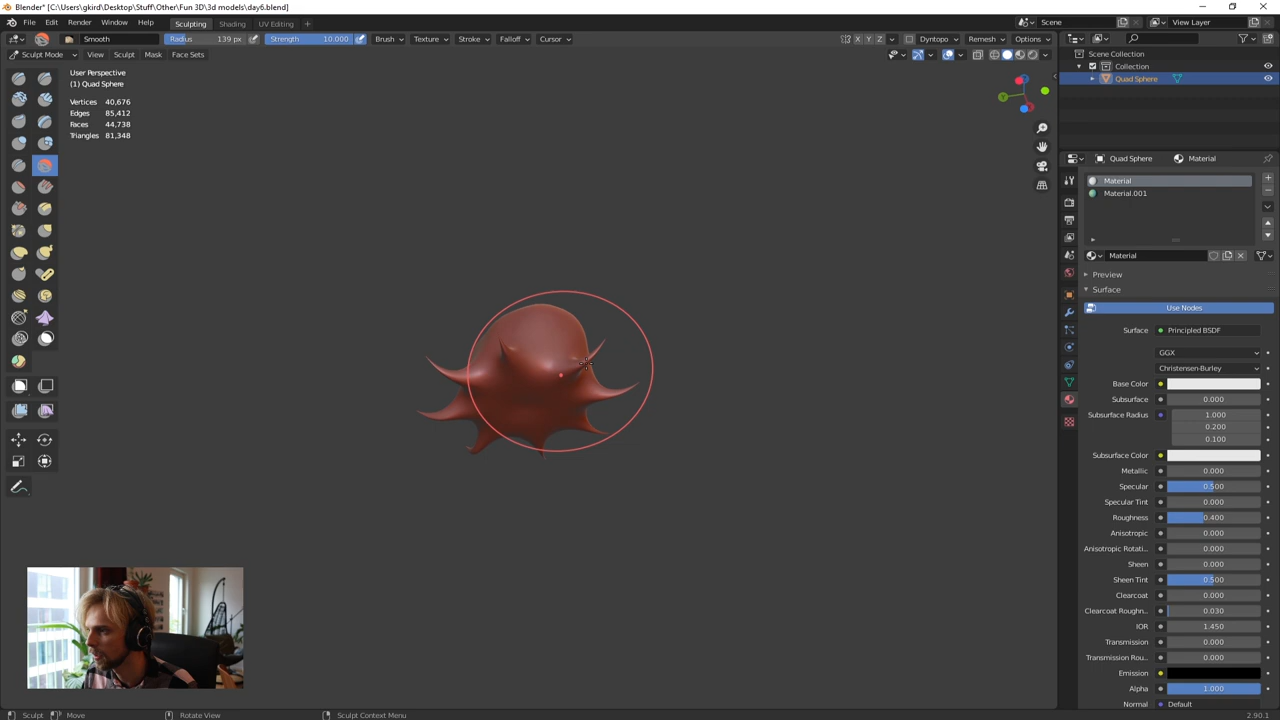 Blender* [C:\Users\gkird\Desktop\Stuff\Other\Fun 3D\3d models\day6.blend]
File Edit Render Window Help Sculpting Shading UV Editing + Scene View Layer
Smooth Radius 139 px Strength 10.000 Brush Texture Stroke Falloff Cursor X Y Z Dyntopo Remesh Options
Sculpt Mode View Sculpt Mask Face Sets
Scene Collection
Collection
Quad Sphere
User Perspective
(1) Quad Sphere
Vertices 40,676
Edges 85,412
Faces 44,738
Triangles 81,348
Y
Quad Sphere Material
Material
Material.001
Material
Preview
Surface
Use Nodes
Surface Principled BSDF
GGX
Christensen-Burley
Base Color
Subsurface 0.000
Subsurface Radius 1.000
0.200
0.100
Subsurface Color
Metallic 0.000
Specular 0.500
Specular Tint 0.000
Roughness 0.400
Anisotropic 0.000
Anisotropic Rotati... 0.000
Sheen 0.000
Sheen Tint 0.500
Clearcoat 0.000
Clearcoat Roughn... 0.030
IOR 1.450
Transmission 0.000
Transmission Rou... 0.000
Emission
Alpha 1.000
Normal Default
Sculpt Move Rotate View Sculpt Context Menu 2.90.1